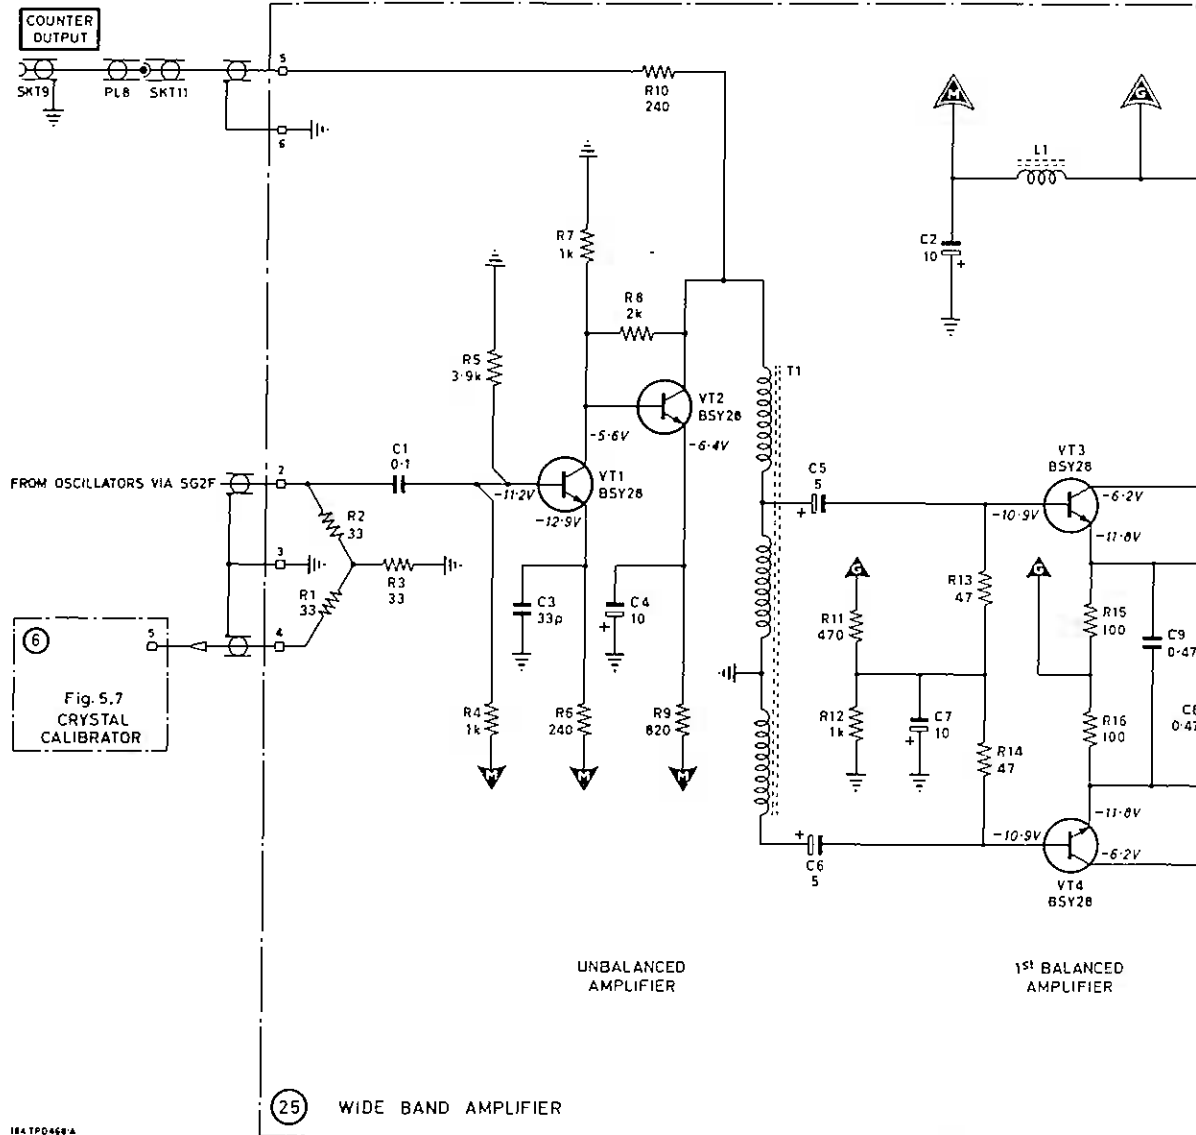 COUNTER
OUTPUT
SKT9
PL8
SKT11
5
6
R10
240
M
G
L1
C2
10
+
R7
1k
R8
2k
R5
3·9k
T1
VT2
BSY28
-5·6V
-6·4V
C1
0·1
FROM OSCILLATORS VIA SG2F
2
-11·2V
VT1
BSY28
-12·9V
C5
5
+
VT3
BSY28
-6·2V
-10·9V
-11·8V
R2
33
3
R1
33
R3
33
4
C3
33p
C4
10
+
G
R11
470
R13
47
G
R15
100
C9
0·47
6
5
Fig. 5.7
CRYSTAL
CALIBRATOR
R4
1k
R6
240
R9
820
M
M
M
R12
1k
C7
10
+
R14
47
R16
100
C8
0·47
-11·8V
-10·9V
-6·2V
+
C6
5
VT4
BSY28
UNBALANCED
AMPLIFIER
1st BALANCED
AMPLIFIER
25 WIDE BAND AMPLIFIER